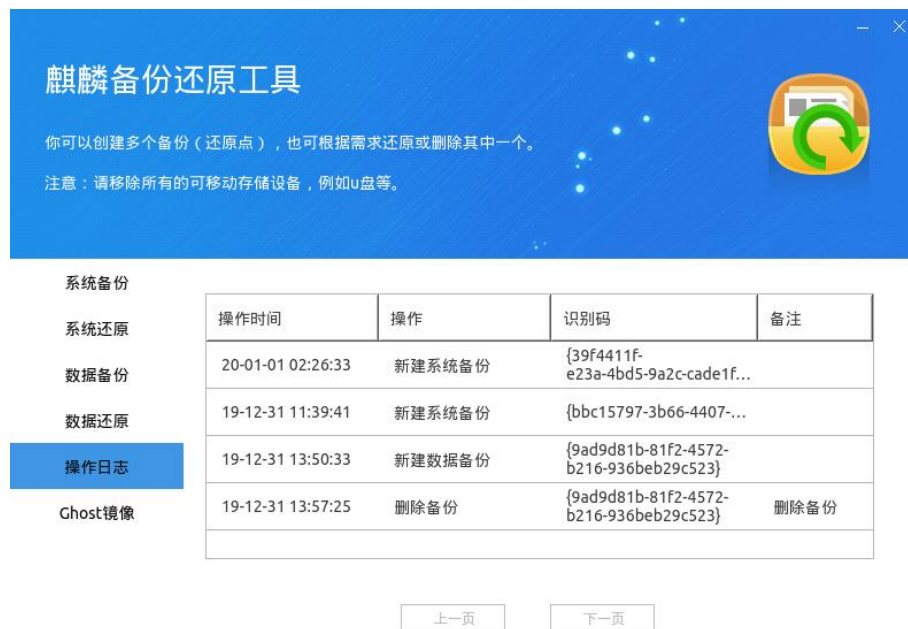 麒麟备份还原工具
你可以创建多个备份（还原点），也可根据需求还原或删除其中一个。
注意：请移除所有的可移动存储设备，例如u盘等。
系统备份
系统还原
数据备份
数据还原
操作日志
Ghost镜像
操作时间 操作 识别码 备注
20-01-01 02:26:33 新建系统备份 {39f4411f-
e23a-4bd5-9a2c-cade1f...
19-12-31 11:39:41 新建系统备份 {bbc15797-3b66-4407-...
19-12-31 13:50:33 新建数据备份 {9ad9d81b-81f2-4572-
b216-936beb29c523}
19-12-31 13:57:25 删除备份 {9ad9d81b-81f2-4572-
b216-936beb29c523} 删除备份
上一页 下一页